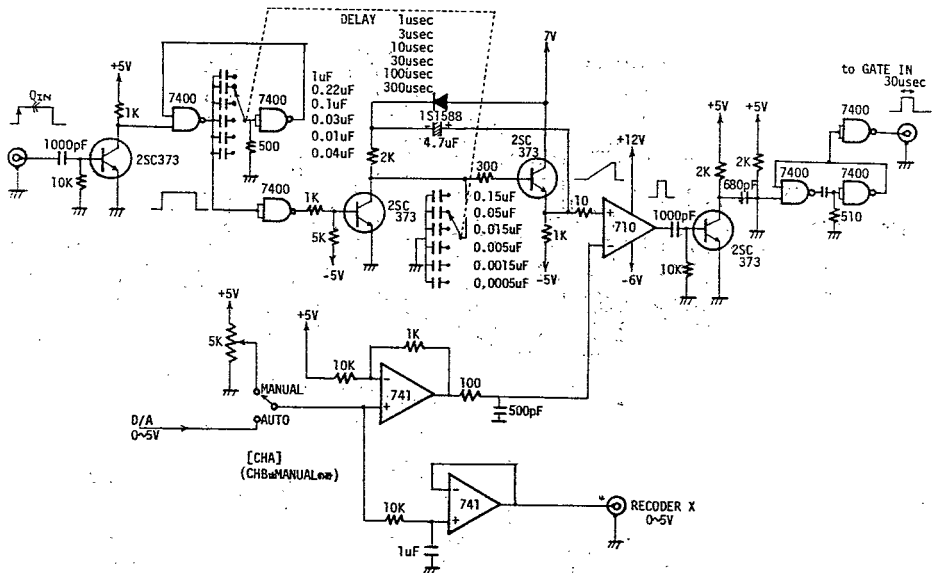 DELAY 1usec
3usec
10usec
30usec
100usec
300usec
+5V
QIN
1K
1000pF
10K
2SC373
7400
1uF
0.22uF
0.1uF
0.03uF
0.01uF
0.04uF
7400
500
7400
1K
5K
-5V
2SC
373
2K
1S1588
- +
4.7uF
7V
300
2SC
373
0.15uF
0.05uF
0.015uF
0.005uF
0.0015uF
0,0005uF
1K
-5V
10
+12V
+
710
-
-6V
1000pF
10K
+5V
+5V
2K
2K
680pF
2SC
373
7400
7400
510
7400
to GATE IN
30usec
+5V
5K
MANUAL
AUTO
D/A
0~5V
[CHA]
+5V
10K
1K
-
741
+
100
500pF
10K
1uF
-
741
+
RECODER X
0~5V